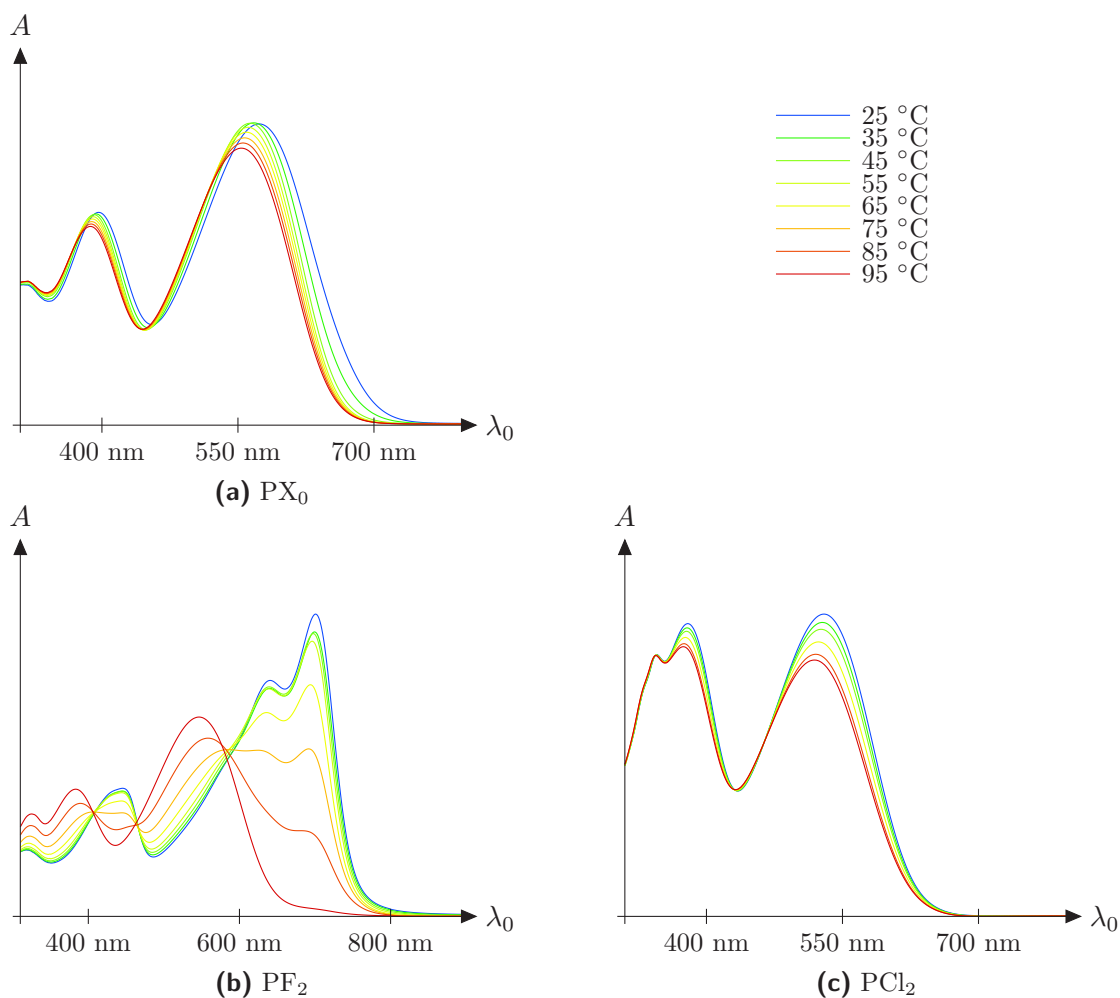 A
25 °C
35 °C
45 °C
55 °C
65 °C
75 °C
85 °C
95 °C
λ₀
400 nm 550 nm 700 nm
(a) PX₀
A
λ₀
400 nm 600 nm 800 nm
(b) PF₂
A
λ₀
400 nm 550 nm 700 nm
(c) PCl₂